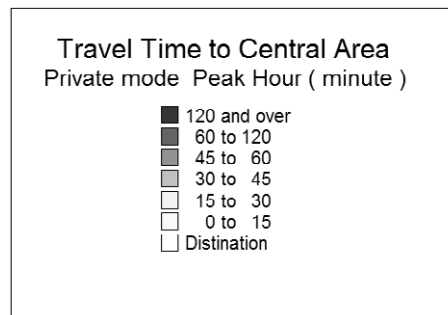 Travel Time to Central Area
Private mode Peak Hour ( minute )
120 and over
60 to 120
45 to 60
30 to 45
15 to 30
0 to 15
Distination